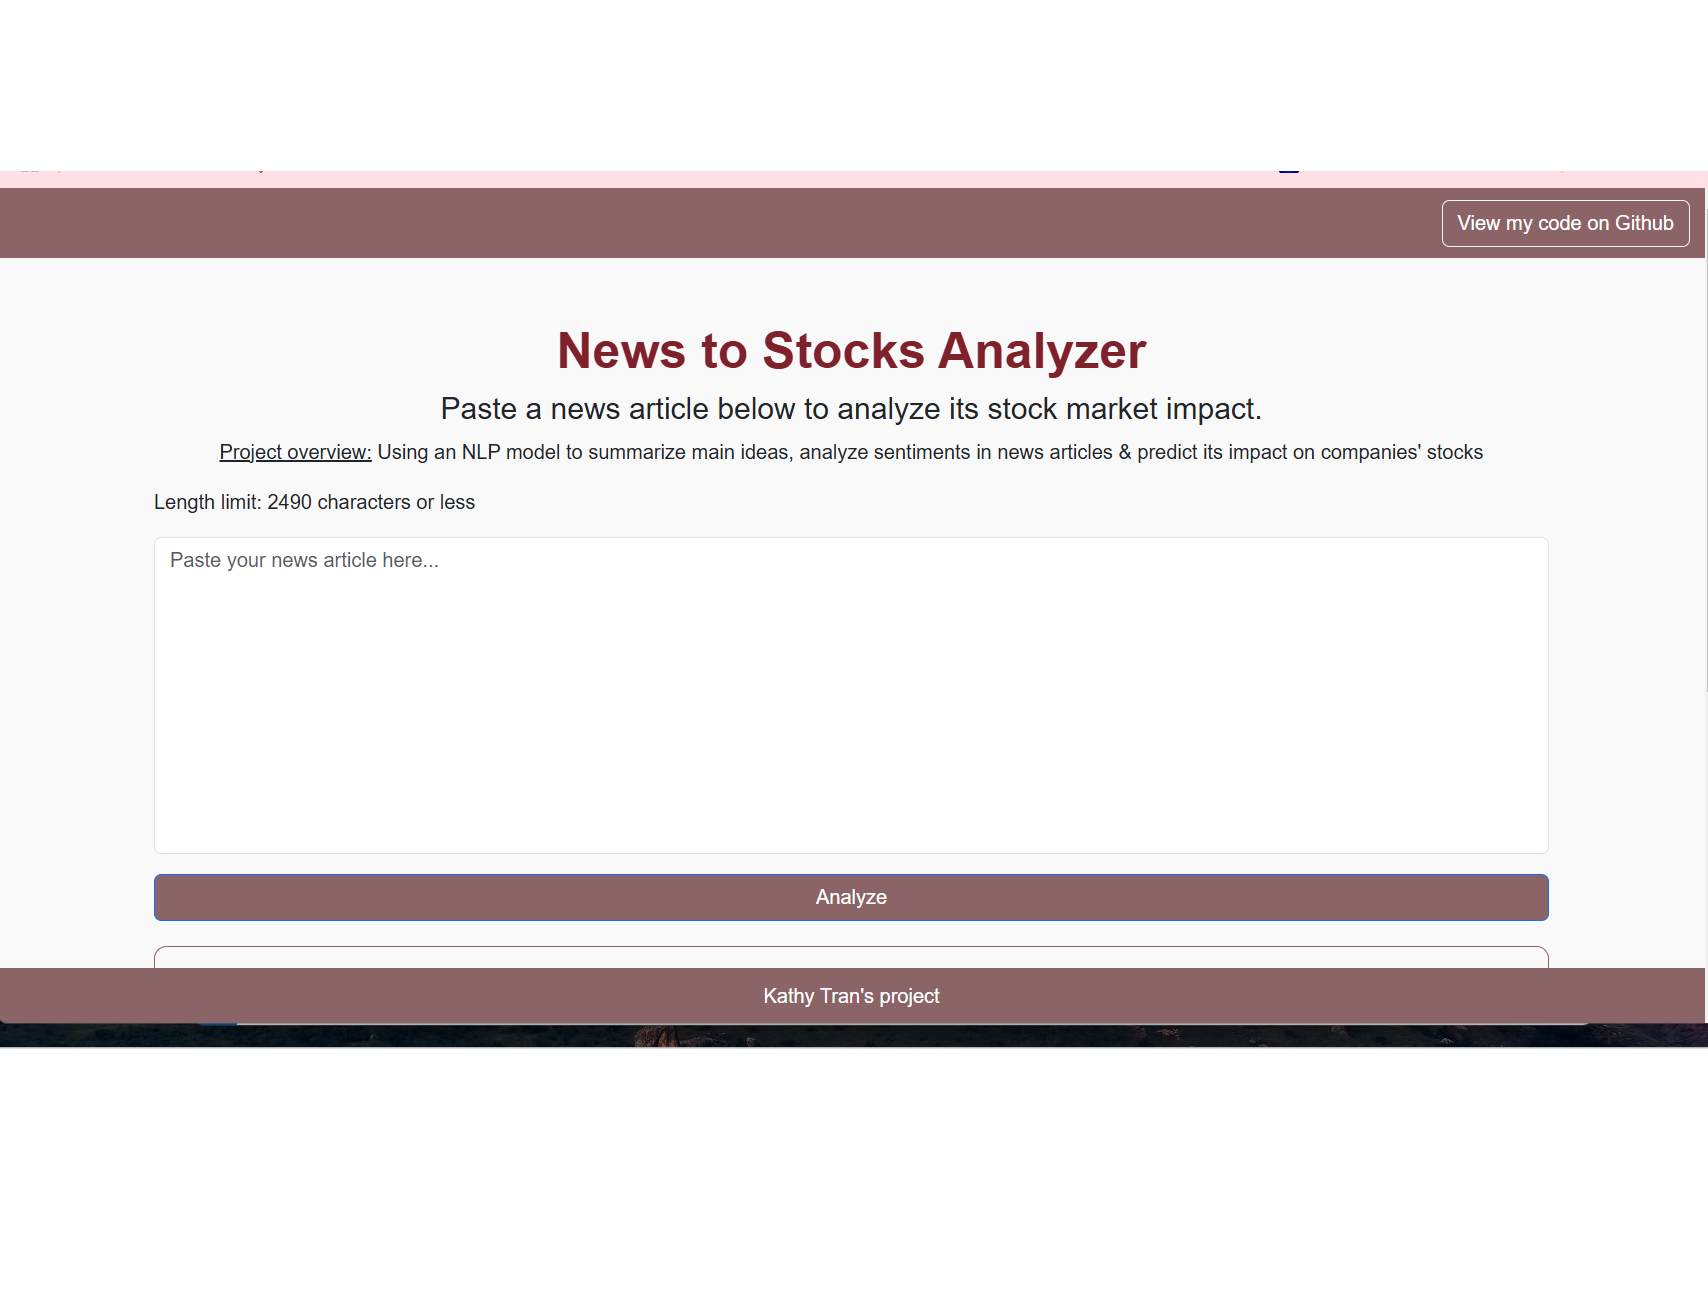 View my code on Github
News to Stocks Analyzer
Paste a news article below to analyze its stock market impact.
Project overview: Using an NLP model to summarize main ideas, analyze sentiments in news articles & predict its impact on companies' stocks
Length limit: 2490 characters or less
Paste your news article here...
Analyze
Kathy Tran's project